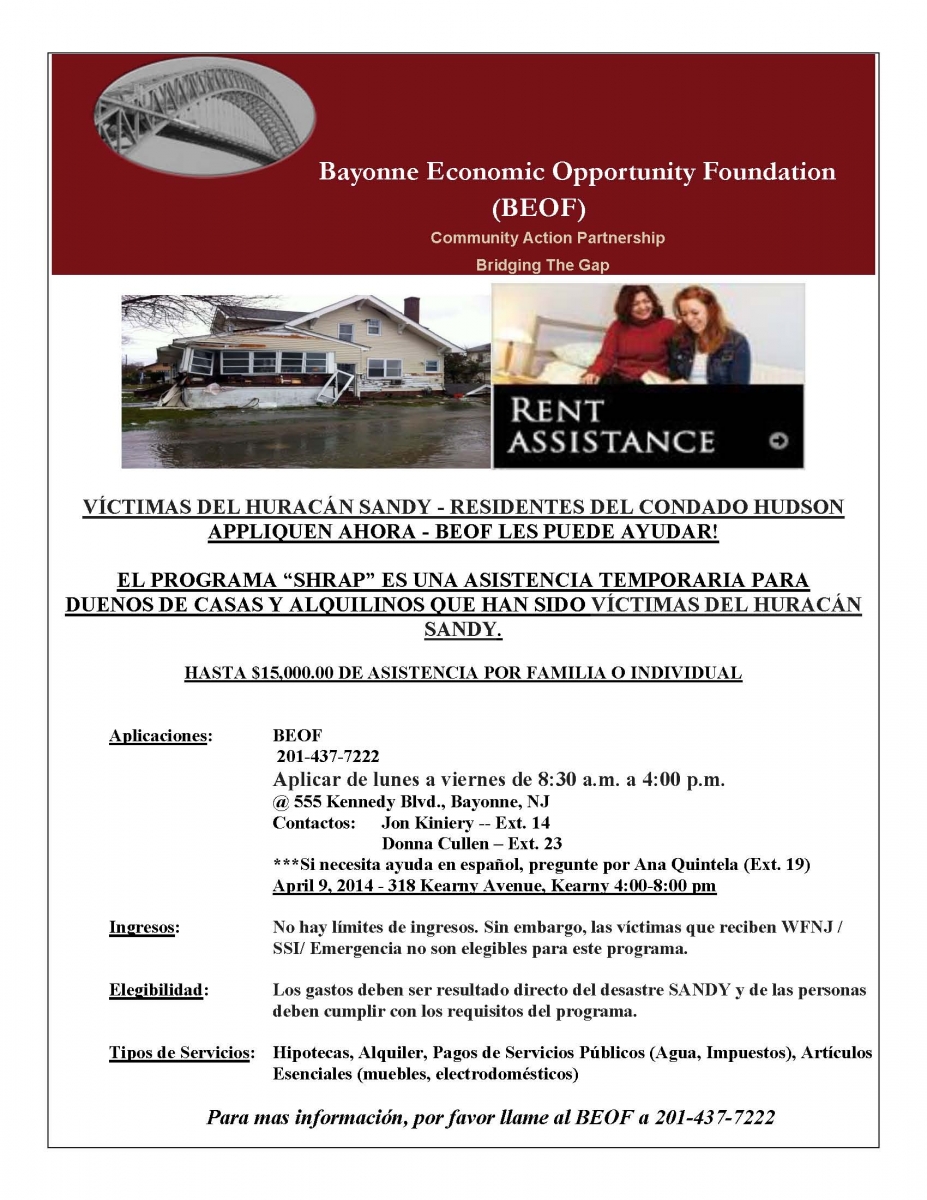 Bayonne Economic Opportunity Foundation
(BEOF)
Community Action Partnership
Bridging The Gap
RENT
ASSISTANCE
VÍCTIMAS DEL HURACÁN SANDY - RESIDENTES DEL CONDADO HUDSON
APPLIQUEN AHORA - BEOF LES PUEDE AYUDAR!
EL PROGRAMA “SHRAP” ES UNA ASISTENCIA TEMPORARIA PARA
DUENOS DE CASAS Y ALQUILINOS QUE HAN SIDO VÍCTIMAS DEL HURACÁN
SANDY.
HASTA $15,000.00 DE ASISTENCIA POR FAMILIA O INDIVIDUAL
Aplicaciones: BEOF
201-437-7222
Aplicar de lunes a viernes de 8:30 a.m. a 4:00 p.m.
@ 555 Kennedy Blvd., Bayonne, NJ
Contactos: Jon Kiniery -- Ext. 14
Donna Cullen – Ext. 23
***Si necesita ayuda en español, pregunte por Ana Quintela (Ext. 19)
April 9, 2014 - 318 Kearny Avenue, Kearny 4:00-8:00 pm
Ingresos: No hay límites de ingresos. Sin embargo, las víctimas que reciben WFNJ /
SSI/ Emergencia no son elegibles para este programa.
Elegibilidad: Los gastos deben ser resultado directo del desastre SANDY y de las personas
deben cumplir con los requisitos del programa.
Tipos de Servicios: Hipotecas, Alquiler, Pagos de Servicios Públicos (Agua, Impuestos), Artículos
Esenciales (muebles, electrodomésticos)
Para mas información, por favor llame al BEOF a 201-437-7222